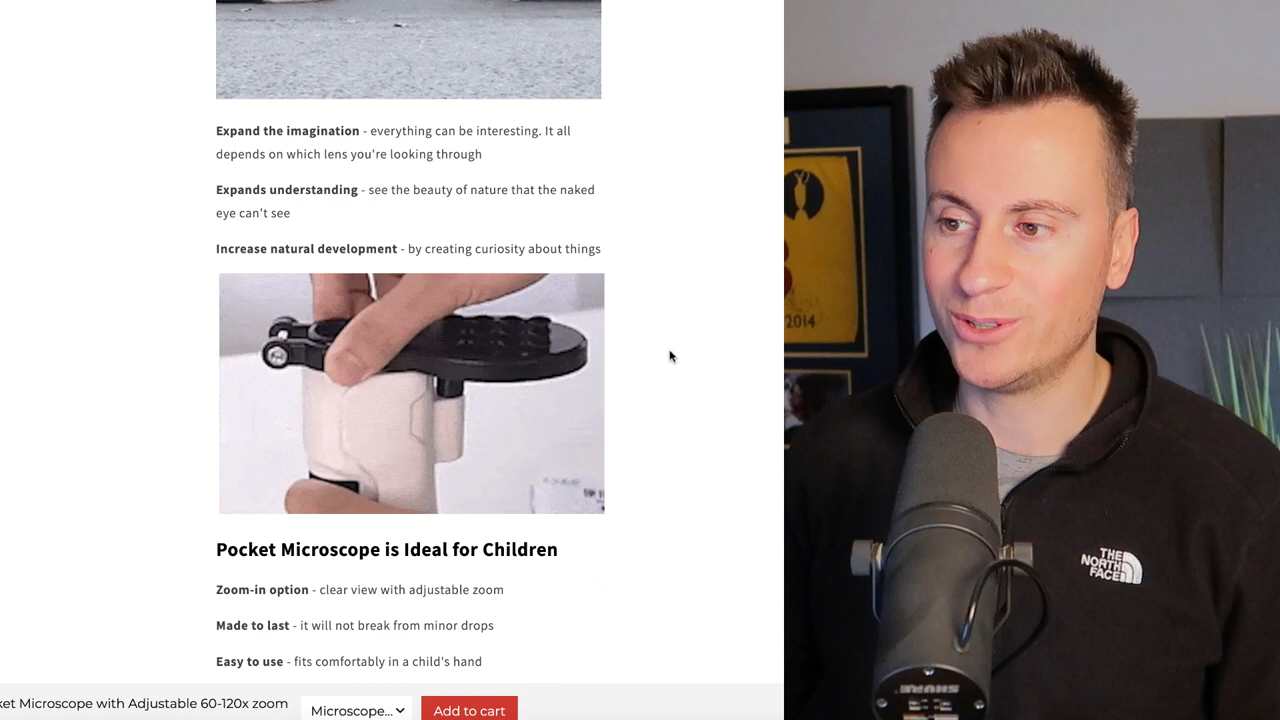 Expand the imagination - everything can be interesting. It all
depends on which lens you're looking through
Expands understanding - see the beauty of nature that the naked
eye can't see
Increase natural development - by creating curiosity about things
Pocket Microscope is Ideal for Children
Zoom-in option - clear view with adjustable zoom
Made to last - it will not break from minor drops
Easy to use - fits comfortably in a child's hand
ket Microscope with Adjustable 60-120x zoom
Microscope...
Add to cart
2014
THE
NORTH
FACE
SHURE